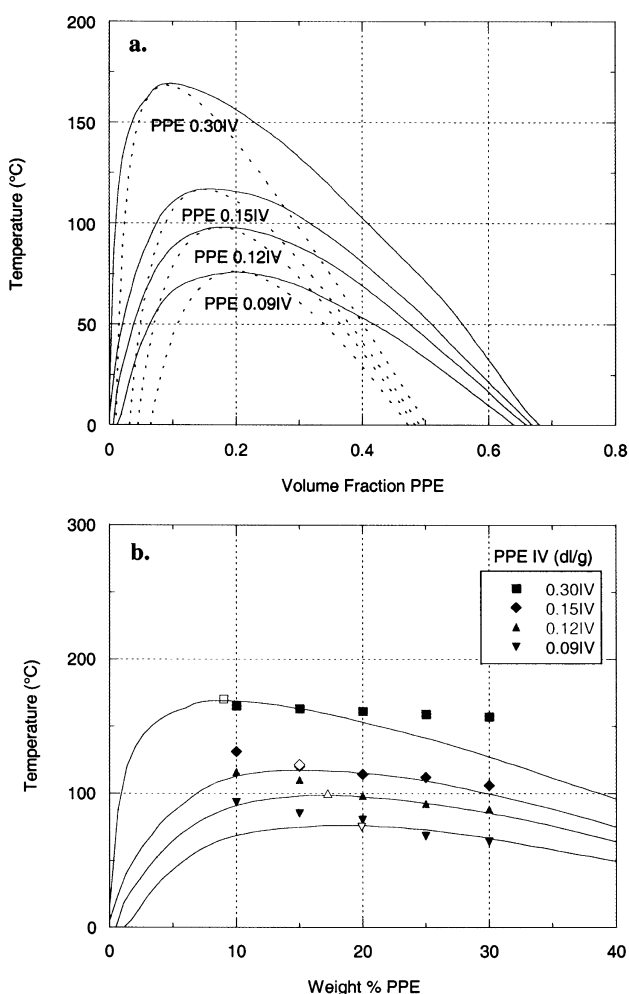 a.
200
150
100
50
0
Temperature (°C)
PPE 0.30IV
PPE 0.15IV
PPE 0.12IV
PPE 0.09IV
0 0.2 0.4 0.6 0.8
Volume Fraction PPE
b.
300
200
100
0
Temperature (°C)
PPE IV (dl/g)
0.30IV
0.15IV
0.12IV
0.09IV
0 10 20 30 40
Weight % PPE